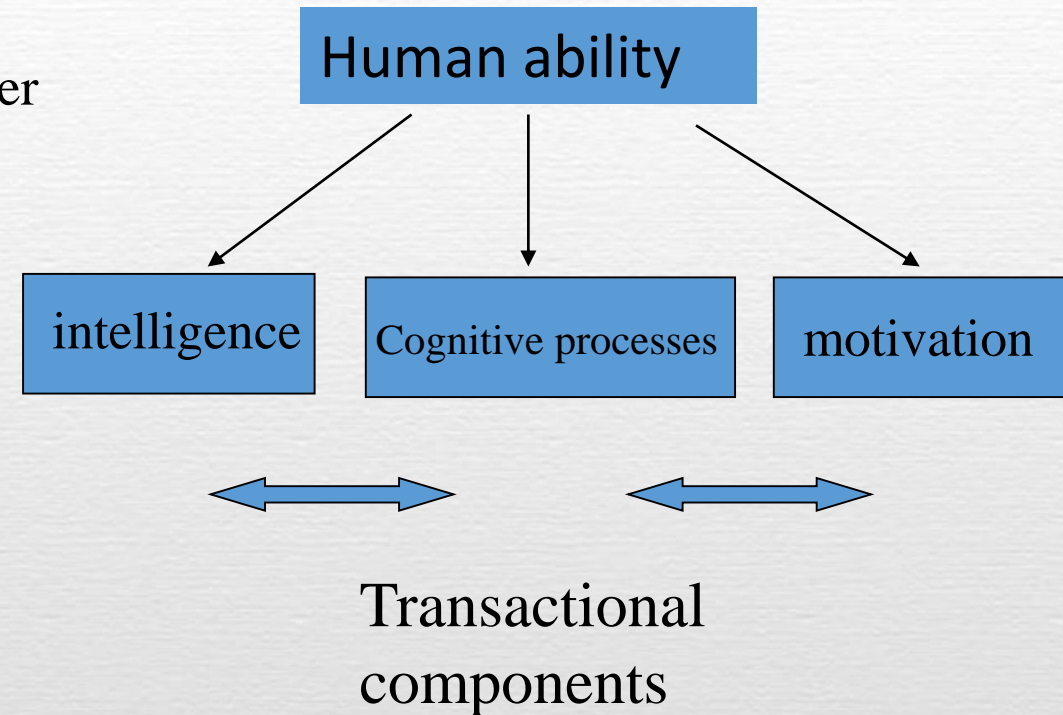 Human ability
intelligence
Cognitive processes
motivation
Transactional
components